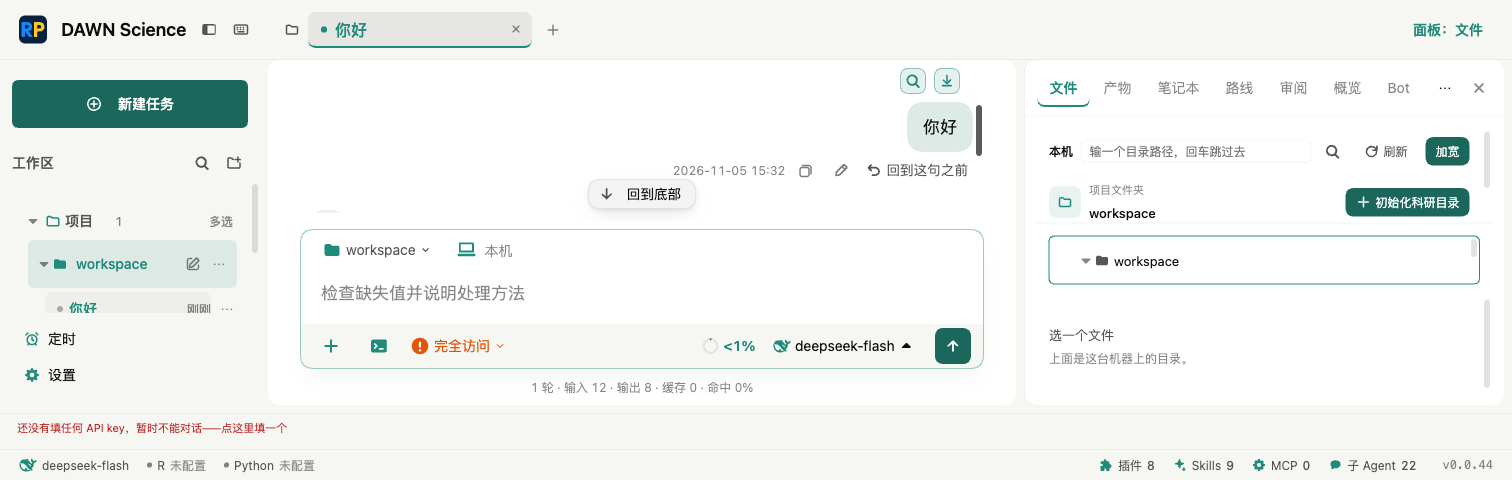 RP DAWN Science
你好
面板：文件
新建任务
工作区
项目 1 多选
workspace
你好 刚刚
定时
设置
你好
2026-11-05 15:32 回到这句之前
回到底部
workspace 本机
检查缺失值并说明处理方法
完全访问
<1% deepseek-flash
1 轮 · 输入 12 · 输出 8 · 缓存 0 · 命中 0%
文件 产物 笔记本 路线 审阅 概览 Bot ···
本机 输一个目录路径，回车跳过去 刷新 加宽
项目文件夹
workspace
初始化科研目录
workspace
选一个文件
上面是这台机器上的目录。
还没有填任何 API key，暂时不能对话——点这里填一个
deepseek-flash R 未配置 Python 未配置
插件 8 Skills 9 MCP 0 子 Agent 22 v0.0.44